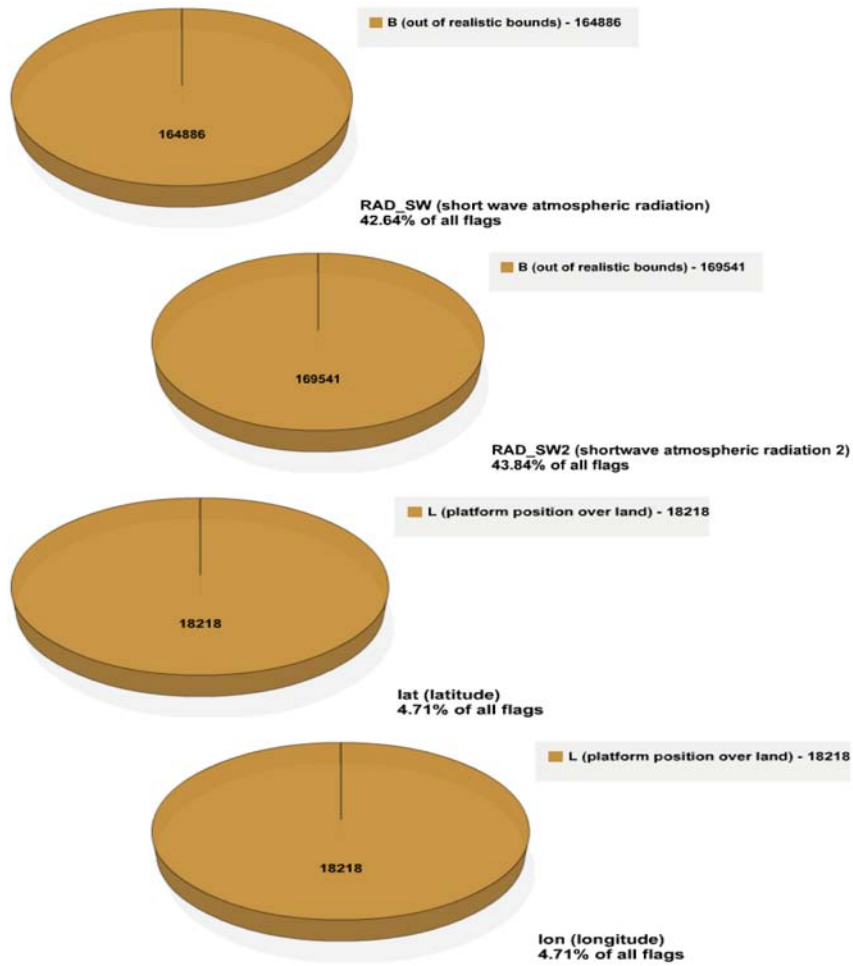 B (out of realistic bounds) - 164886
164886
RAD_SW (short wave atmospheric radiation)
42.64% of all flags
B (out of realistic bounds) - 169541
169541
RAD_SW2 (shortwave atmospheric radiation 2)
43.84% of all flags
L (platform position over land) - 18218
18218
lat (latitude)
4.71% of all flags
L (platform position over land) - 18218
18218
lon (longitude)
4.71% of all flags